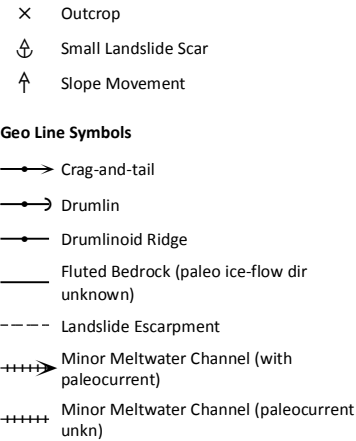 Outcrop
Small Landslide Scar
Slope Movement
Geo Line Symbols
Crag-and-tail
Drumlin
Drumlinoid Ridge
Fluted Bedrock (paleo ice-flow dir
unknown)
Landslide Escarpment
Minor Meltwater Channel (with
paleocurrent)
Minor Meltwater Channel (paleocurrent
unkn)